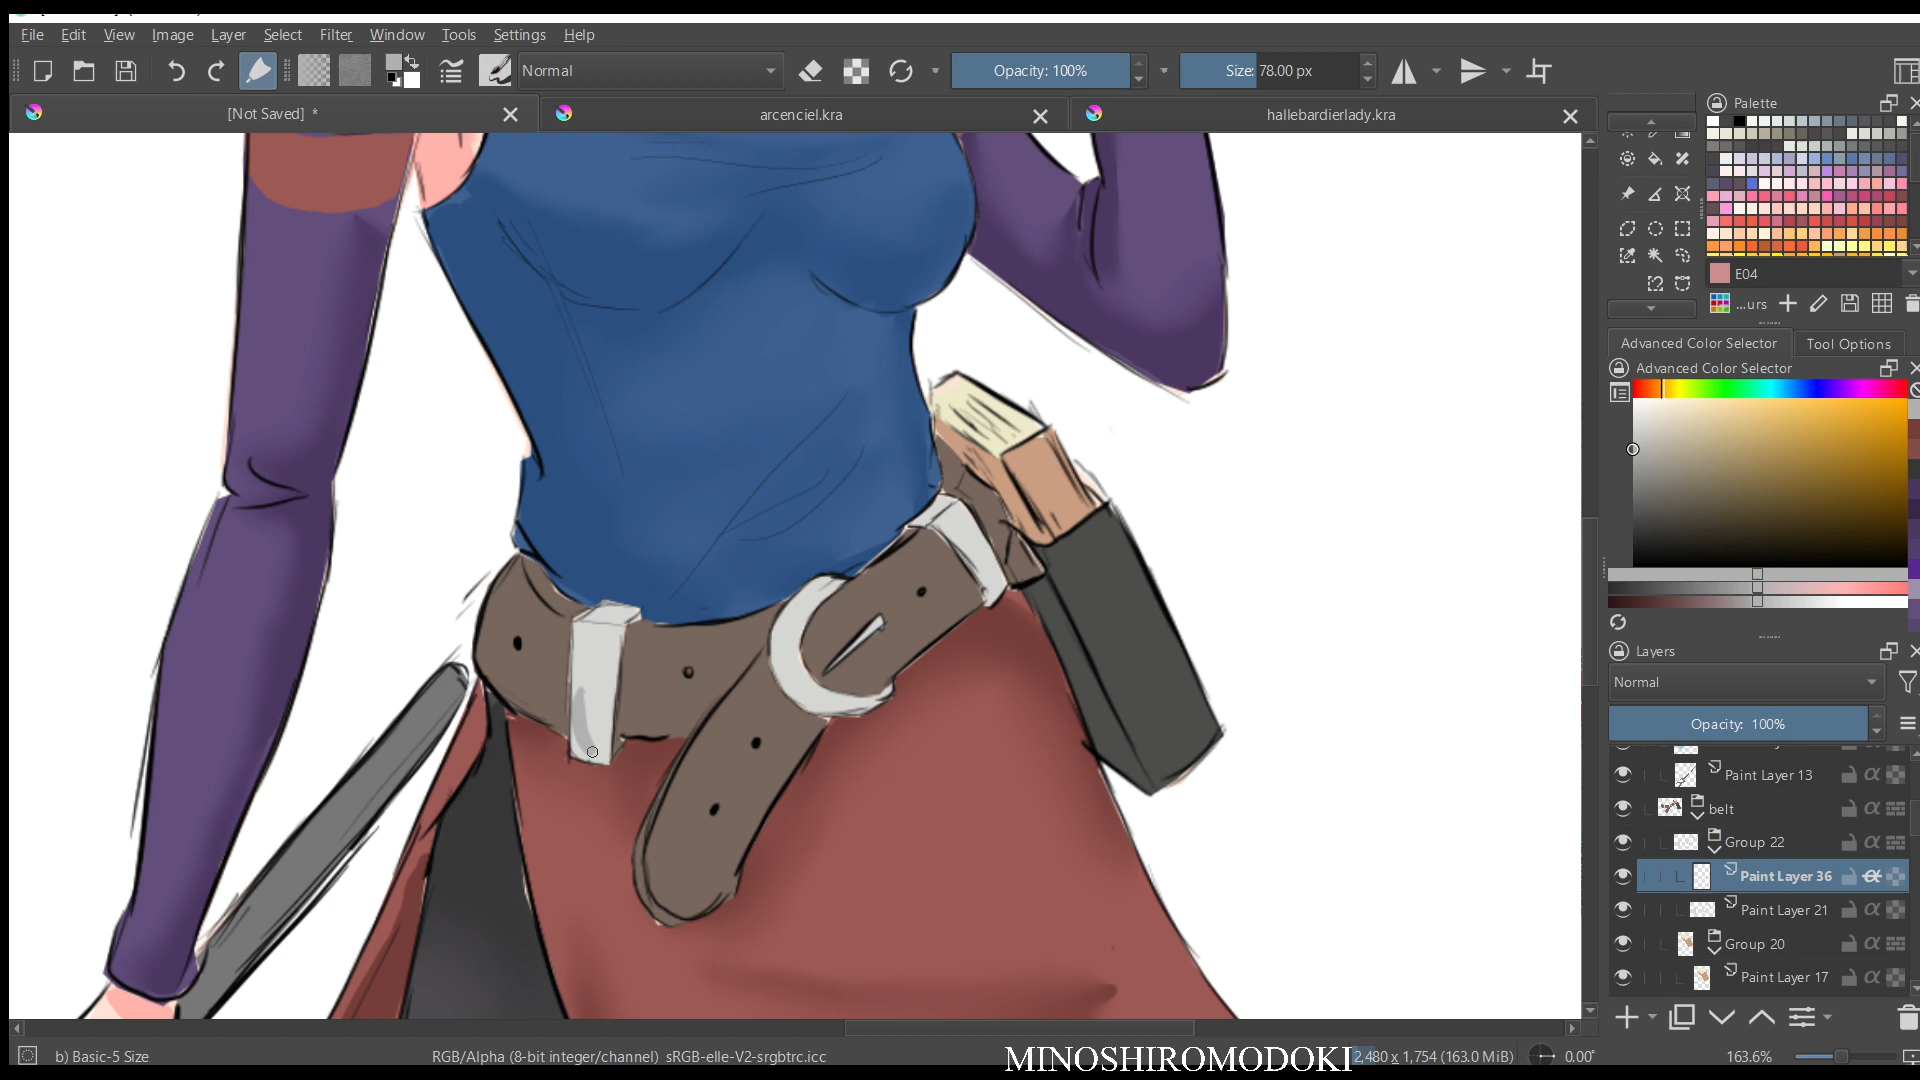 File Edit View Image Layer Select Filter Window Tools Settings Help
Normal Opacity: 100% Size: 78.00 px
[Not Saved] * arcenciel.kra hallebardierlady.kra
Palette
E04
...urs
Advanced Color Selector Tool Options
Advanced Color Selector
Layers
Normal
Opacity: 100%
Paint Layer 13
belt
Group 22
Paint Layer 36
Paint Layer 21
Group 20
Paint Layer 17
b) Basic-5 Size RGB/Alpha (8-bit integer/channel) sRGB-elle-V2-srgbtrc.icc MINOSHIROMODOKI 2,480 x 1,754 (163.0 MiB) 0.00° 163.6%